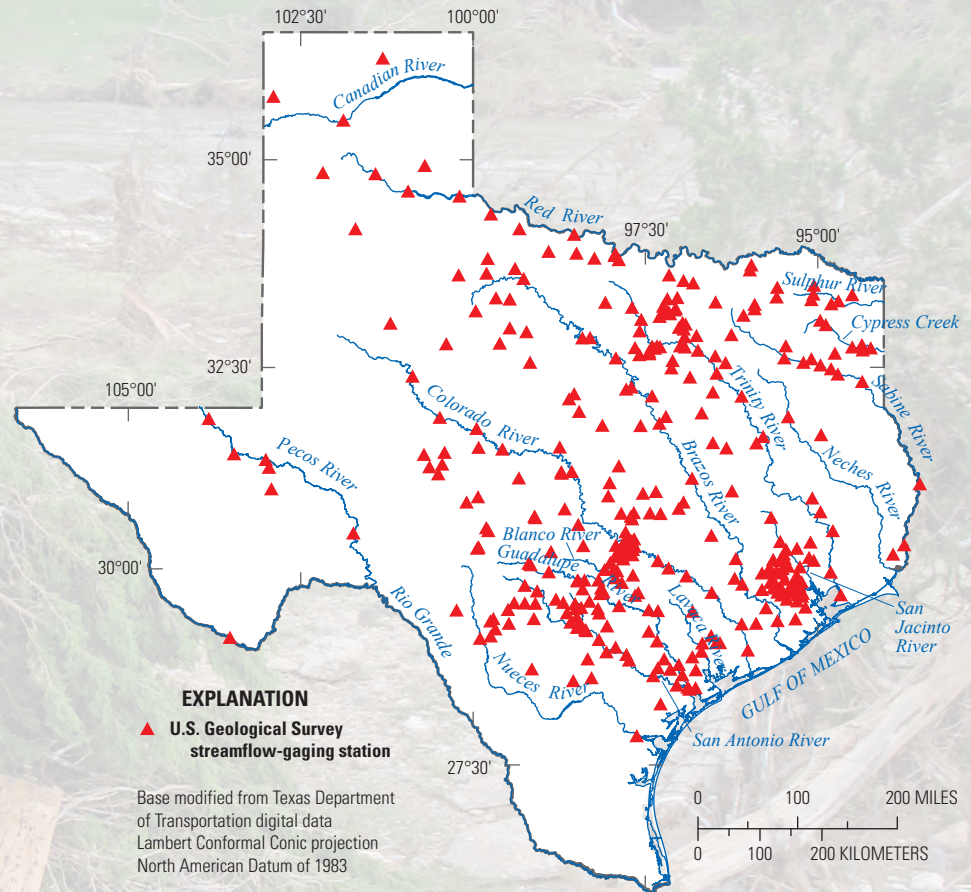 102°30'
100°00'
Canadian River
35°00'
Red River
97°30'
95°00'
Sulphur River
Cypress Creek
32°30'
105°00'
Trinity River
Sabine River
Colorado River
Pecos River
Brazos River
Neches River
Blanco River
Guadalupe River
30°00'
Rio Grande
Lavaca River
San
Jacinto
River
Nueces River
GULF OF MEXICO
San Antonio River
27°30'
EXPLANATION
U.S. Geological Survey
streamflow-gaging station
Base modified from Texas Department
of Transportation digital data
Lambert Conformal Conic projection
North American Datum of 1983
0 100 200 MILES
0 100 200 KILOMETERS